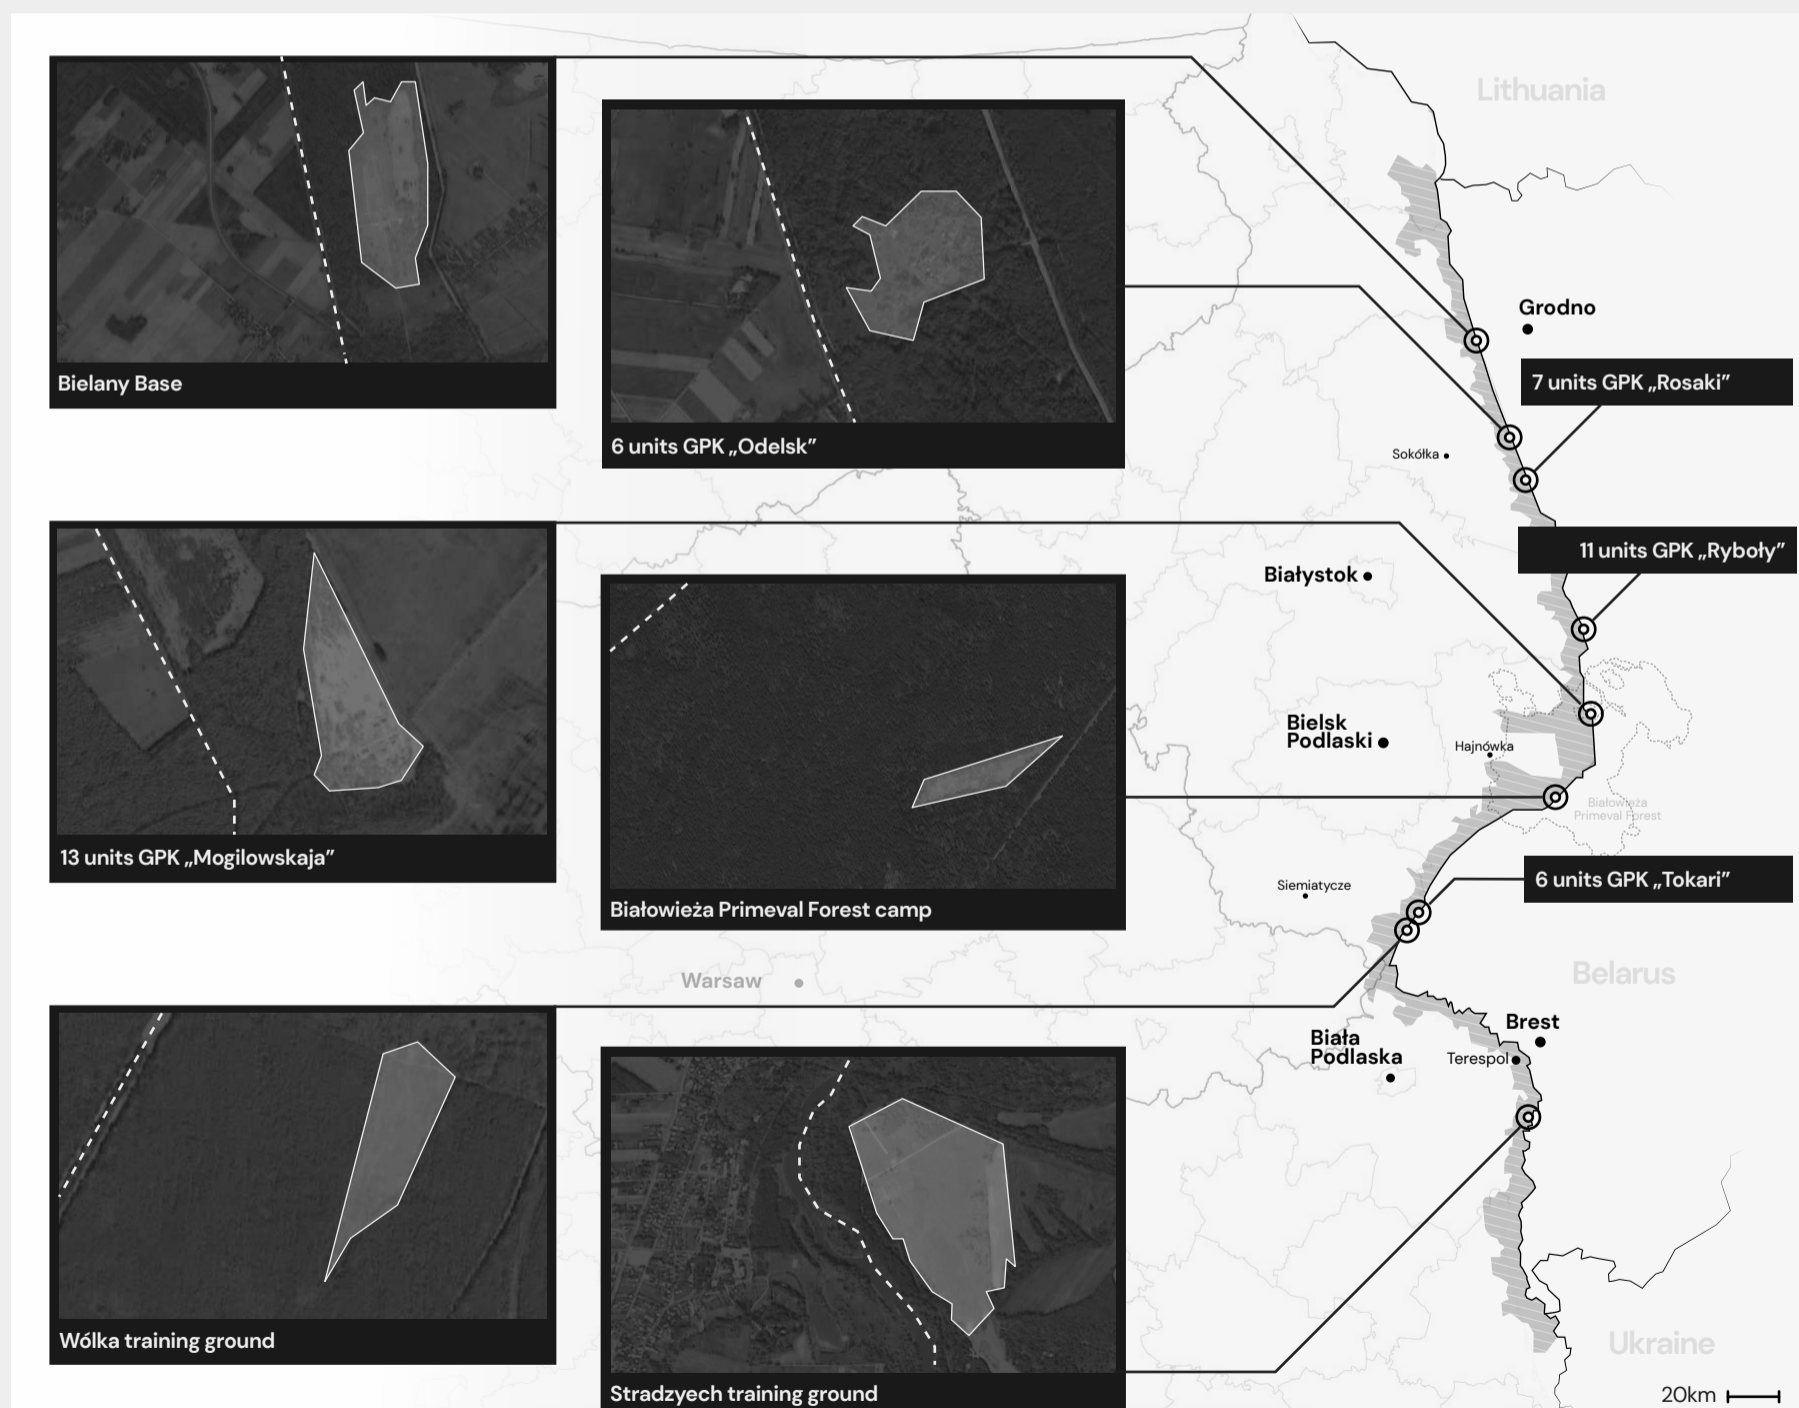 Lithuania
Bielany Base
6 units GPK „Odelsk”
Grodno
7 units GPK „Rosaki”
Sokółka
11 units GPK „Ryboły”
Białystok
Bielsk
Podlaski
Hajnówka
Białowieża
Primeval Forest
13 units GPK „Mogilowskaja”
Białowieża Primeval Forest camp
6 units GPK „Tokari”
Siemiatycze
Warsaw
Belarus
Brest
Biała
Podlaska
Terespol
Wólka training ground
Stradzyech training ground
Ukraine
20km